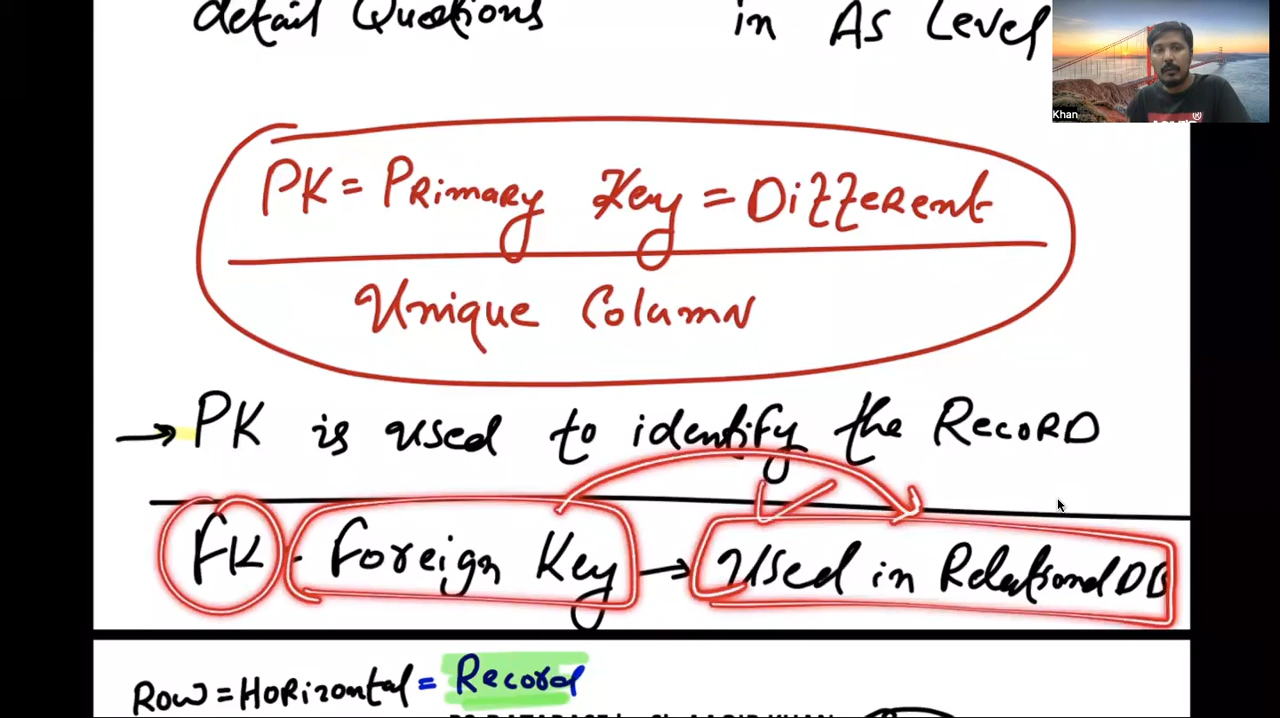 detail Questions in As Level
Khan
PK = Primary Key = Different
Unique Column
→ PK is used to identify the Record
FK - Foreign Key → Used in Relational DB
Row = Horizontal = Record